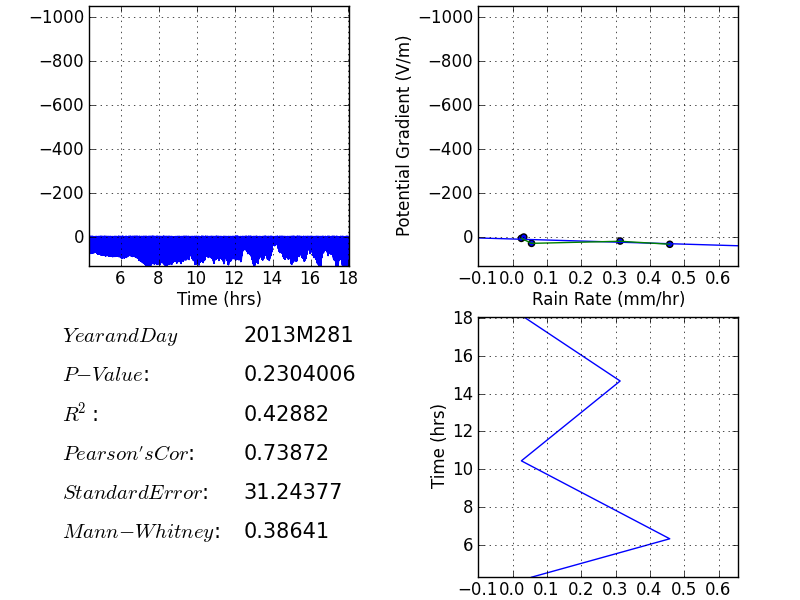 −1000
−800
−600
−400
−200
0
6 8 10 12 14 16 18
Time (hrs)
Potential Gradient (V/m)
−1000
−800
−600
−400
−200
0
−0.1 0.0 0.1 0.2 0.3 0.4 0.5 0.6
Rain Rate (mm/hr)
YearandDay 2013M281
P−Value: 0.2304006
R²: 0.42882
Pearson'sCor: 0.73872
StandardError: 31.24377
Mann−Whitney: 0.38641
Time (hrs)
18
16
14
12
10
8
6
−0.1 0.0 0.1 0.2 0.3 0.4 0.5 0.6